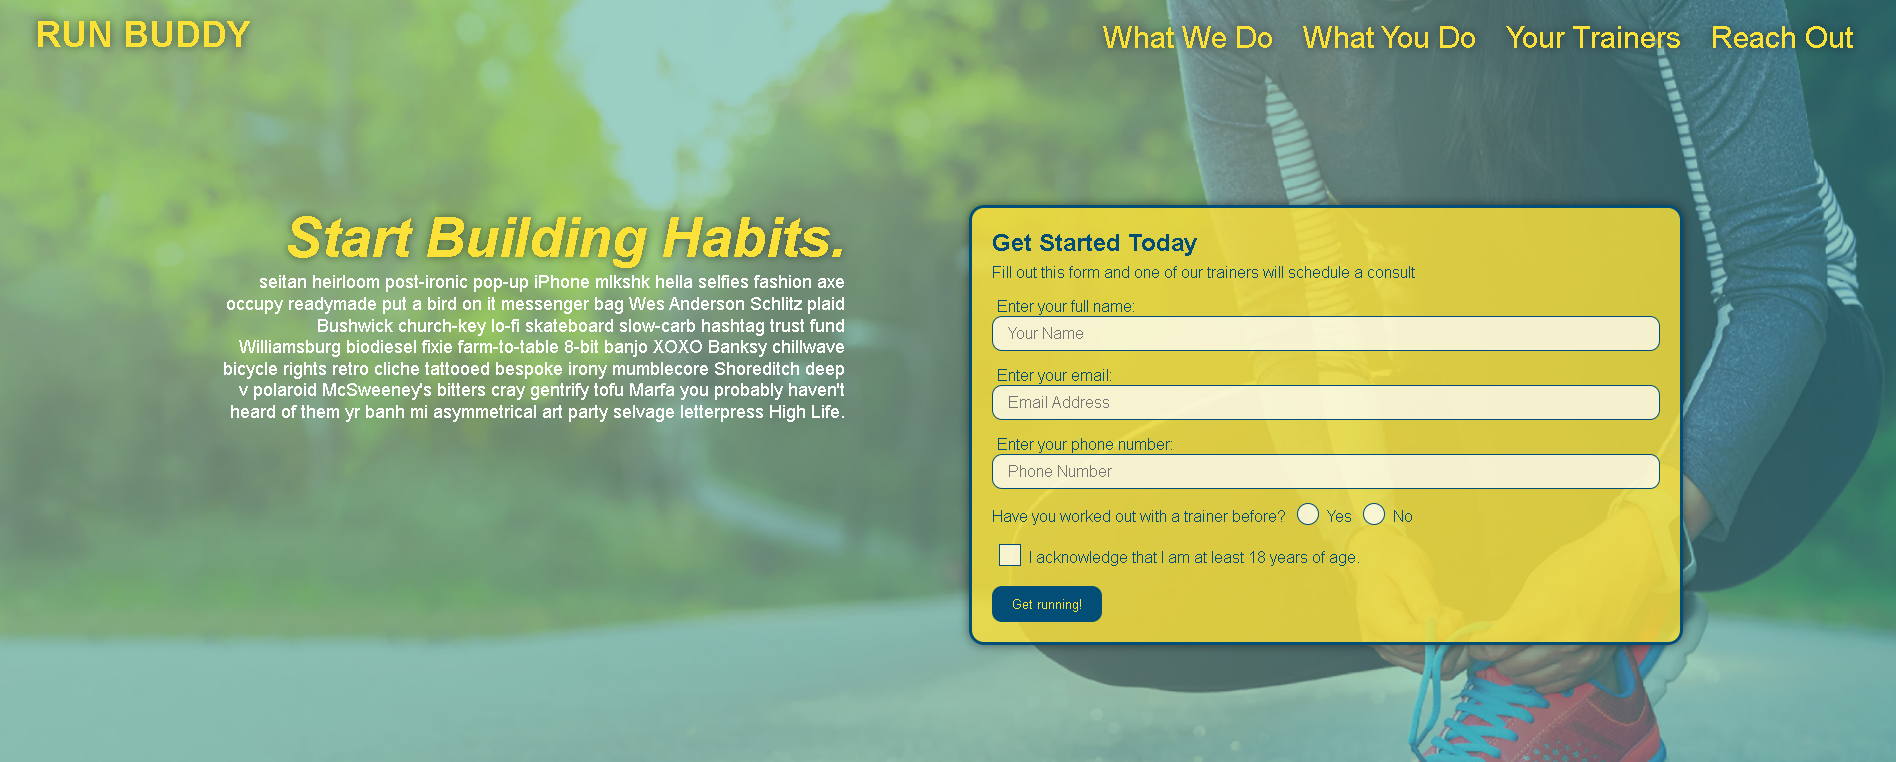 RUN BUDDY
What We Do What You Do Your Trainers Reach Out
Start Building Habits.
seitan heirloom post-ironic pop-up iPhone mlkshk hella selfies fashion axe
occupy readymade put a bird on it messenger bag Wes Anderson Schlitz plaid
Bushwick church-key lo-fi skateboard slow-carb hashtag trust fund
Williamsburg biodiesel fixie farm-to-table 8-bit banjo XOXO Banksy chillwave
bicycle rights retro cliche tattooed bespoke irony mumblecore Shoreditch deep
v polaroid McSweeney's bitters cray gentrify tofu Marfa you probably haven't
heard of them yr banh mi asymmetrical art party selvage letterpress High Life.
Get Started Today
Fill out this form and one of our trainers will schedule a consult
Enter your full name:
Your Name
Enter your email:
Email Address
Enter your phone number:
Phone Number
Have you worked out with a trainer before? Yes No
I acknowledge that I am at least 18 years of age.
Get running!